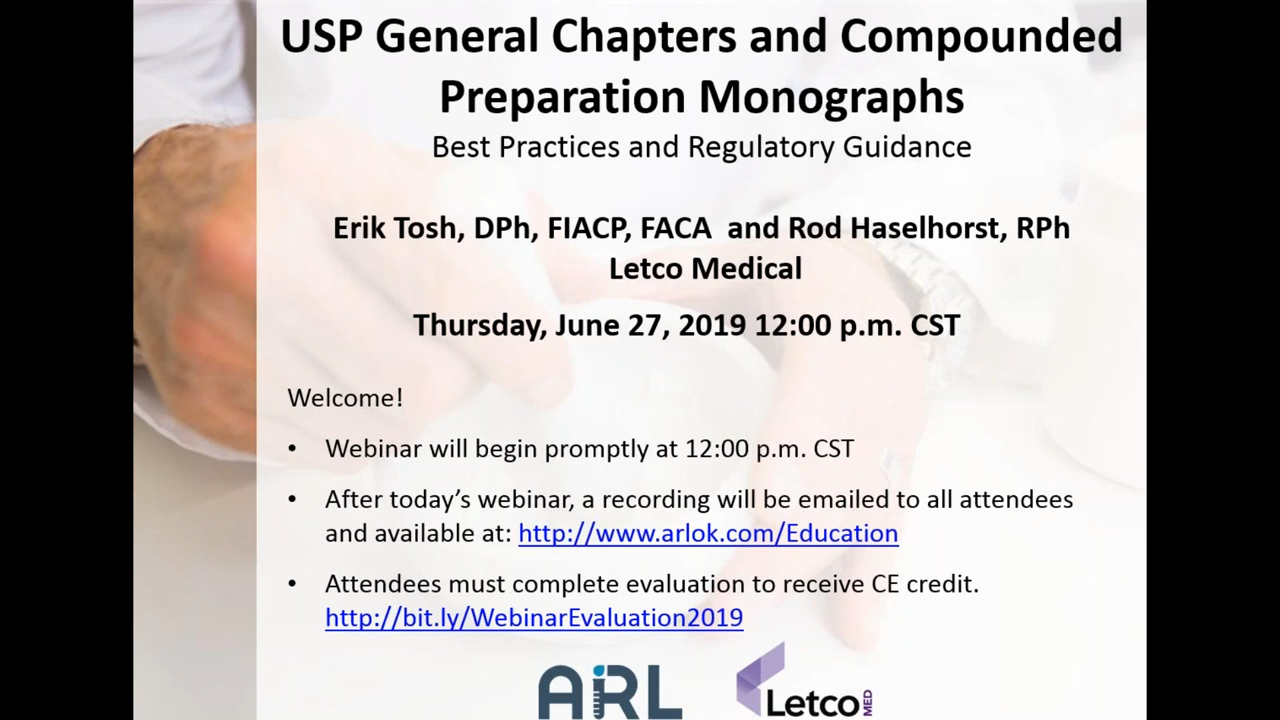 USP General Chapters and Compounded
Preparation Monographs
Best Practices and Regulatory Guidance
Erik Tosh, DPh, FIACP, FACA  and Rod Haselhorst, RPh
Letco Medical
Thursday, June 27, 2019 12:00 p.m. CST
Welcome!
• Webinar will begin promptly at 12:00 p.m. CST
• After today’s webinar, a recording will be emailed to all attendees
and available at: http://www.arlok.com/Education
• Attendees must complete evaluation to receive CE credit.
http://bit.ly/WebinarEvaluation2019
ARL Letco MED